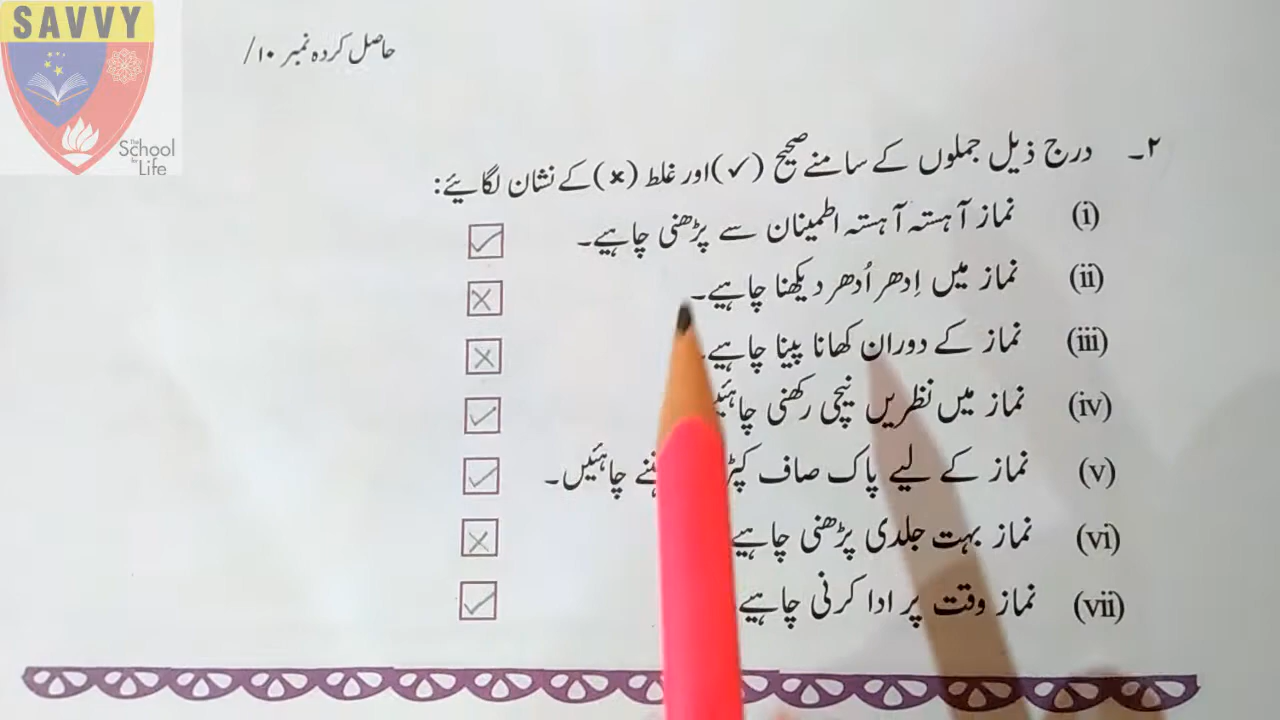 SAVVY
The School for Life
حاصل کردہ نمبر ۱۰/
۲۔ درج ذیل جملوں کے سامنے صحیح (✓) اور غلط (×) کے نشان لگائیے:
(i) نماز آہستہ آہستہ اطمینان سے پڑھنی چاہیے۔ ✓
(ii) نماز میں اِدھر اُدھر دیکھنا چاہیے۔ ×
(iii) نماز کے دوران کھانا پینا چاہیے۔ ×
(iv) نماز میں نظریں نیچی رکھنی ✓
(v) نماز کے لیے پاک صاف چاہئیں۔ ✓
(vi) نماز بہت جلدی پڑھنی چاہیے ×
(vii) نماز وقت پر ادا کرنی چاہیے ✓